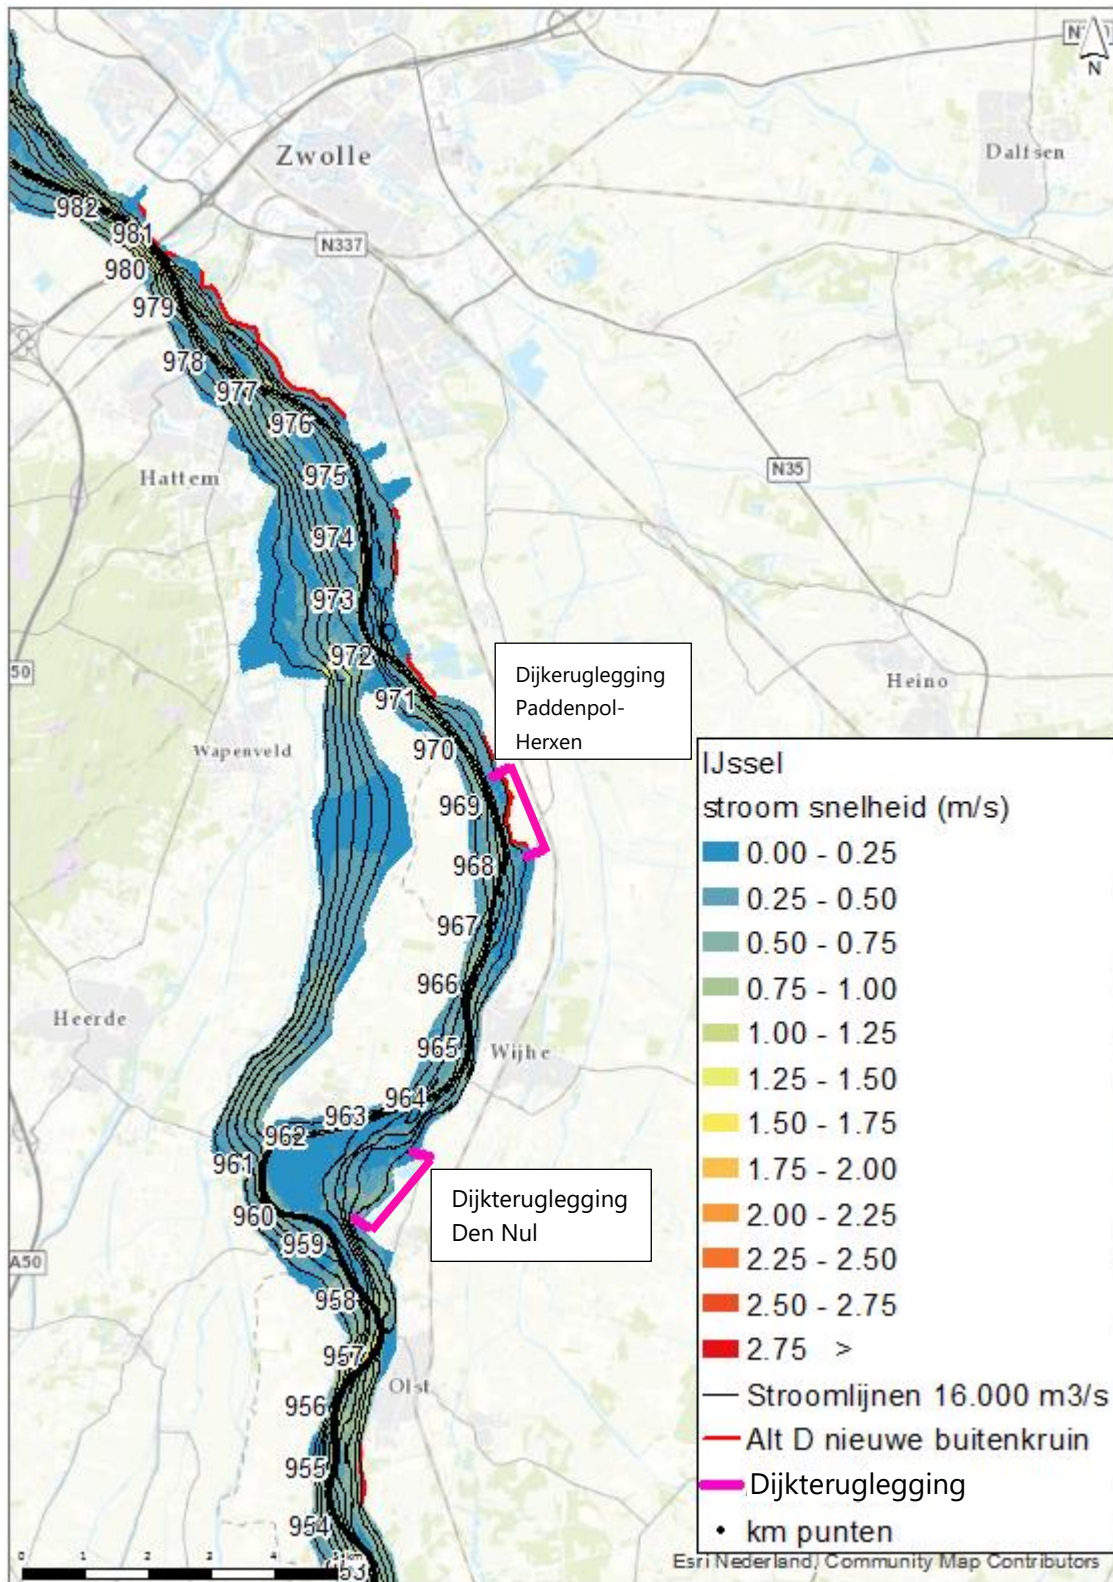 N
Zwolle
Dalfsen
982
981
N337
980
979
978
977
976
975
Hattem
N35
974
973
972
50
971
Dijkeruglegging
Paddenpol-
Herxen
Heino
970
Wapenveld
969
968
967
966
965
Heerde
Wijhe
964
963
962
961
960
959
Dijkteruglegging
Den Nul
A50
958
957
Olst
956
955
954
53
IJssel
stroom snelheid (m/s)
0.00 - 0.25
0.25 - 0.50
0.50 - 0.75
0.75 - 1.00
1.00 - 1.25
1.25 - 1.50
1.50 - 1.75
1.75 - 2.00
2.00 - 2.25
2.25 - 2.50
2.50 - 2.75
2.75 >
Stroomlijnen 16.000 m3/s
Alt D nieuwe buitenkruin
Dijkteruglegging
km punten
0 1 2 3 4
Esri Nederland, Community Map Contributors